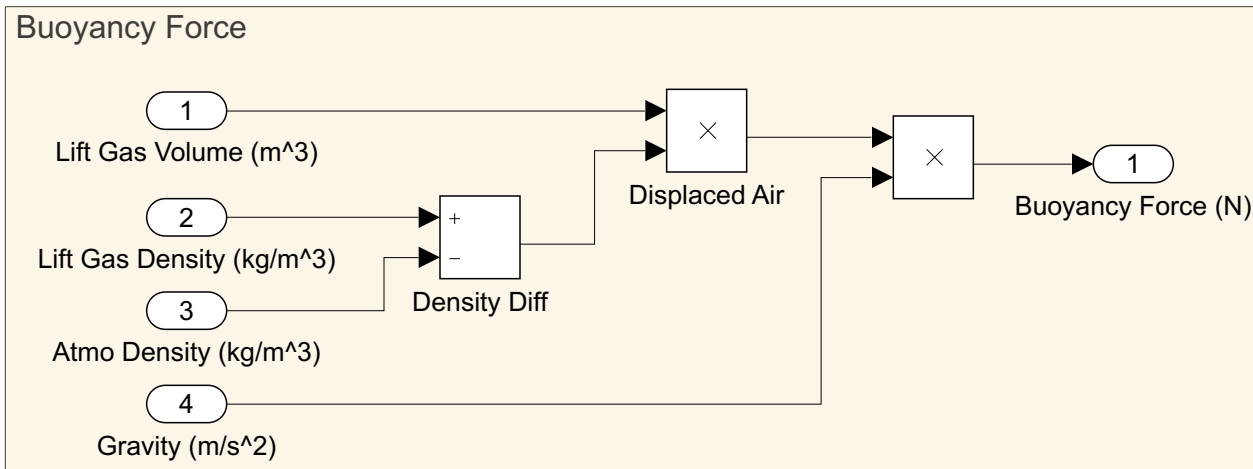 Buoyancy Force
1
Lift Gas Volume (m^3)
×
Displaced Air
×
1
Buoyancy Force (N)
2
Lift Gas Density (kg/m^3)
+
−
Density Diff
3
Atmo Density (kg/m^3)
4
Gravity (m/s^2)